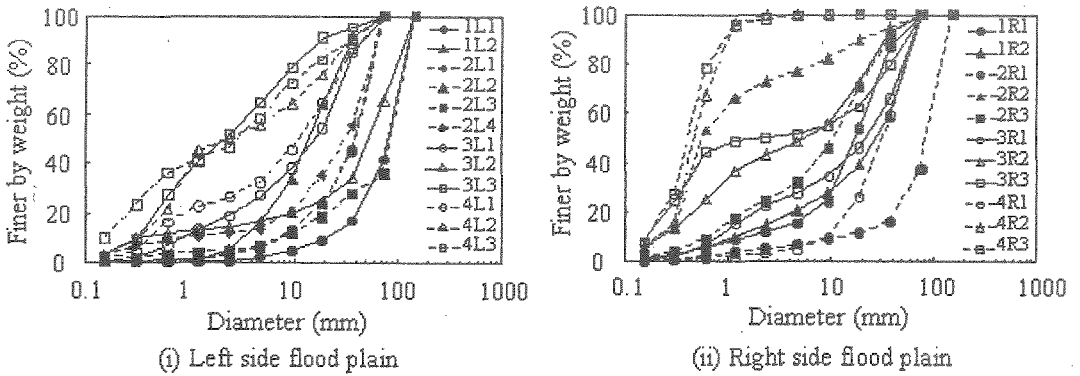 Finer by weight (%)
100
80
60
40
20
0
0.1 1 10 100 1000
Diameter (mm)
1L1
1L2
2L1
2L2
2L3
2L4
3L1
3L2
3L3
4L1
4L2
4L3
(i) Left side flood plain
Finer by weight (%)
100
80
60
40
20
0
0.1 1 10 100 1000
Diameter (mm)
1R1
1R2
2R1
2R2
2R3
3R1
3R2
3R3
4R1
4R2
4R3
(ii) Right side flood plain